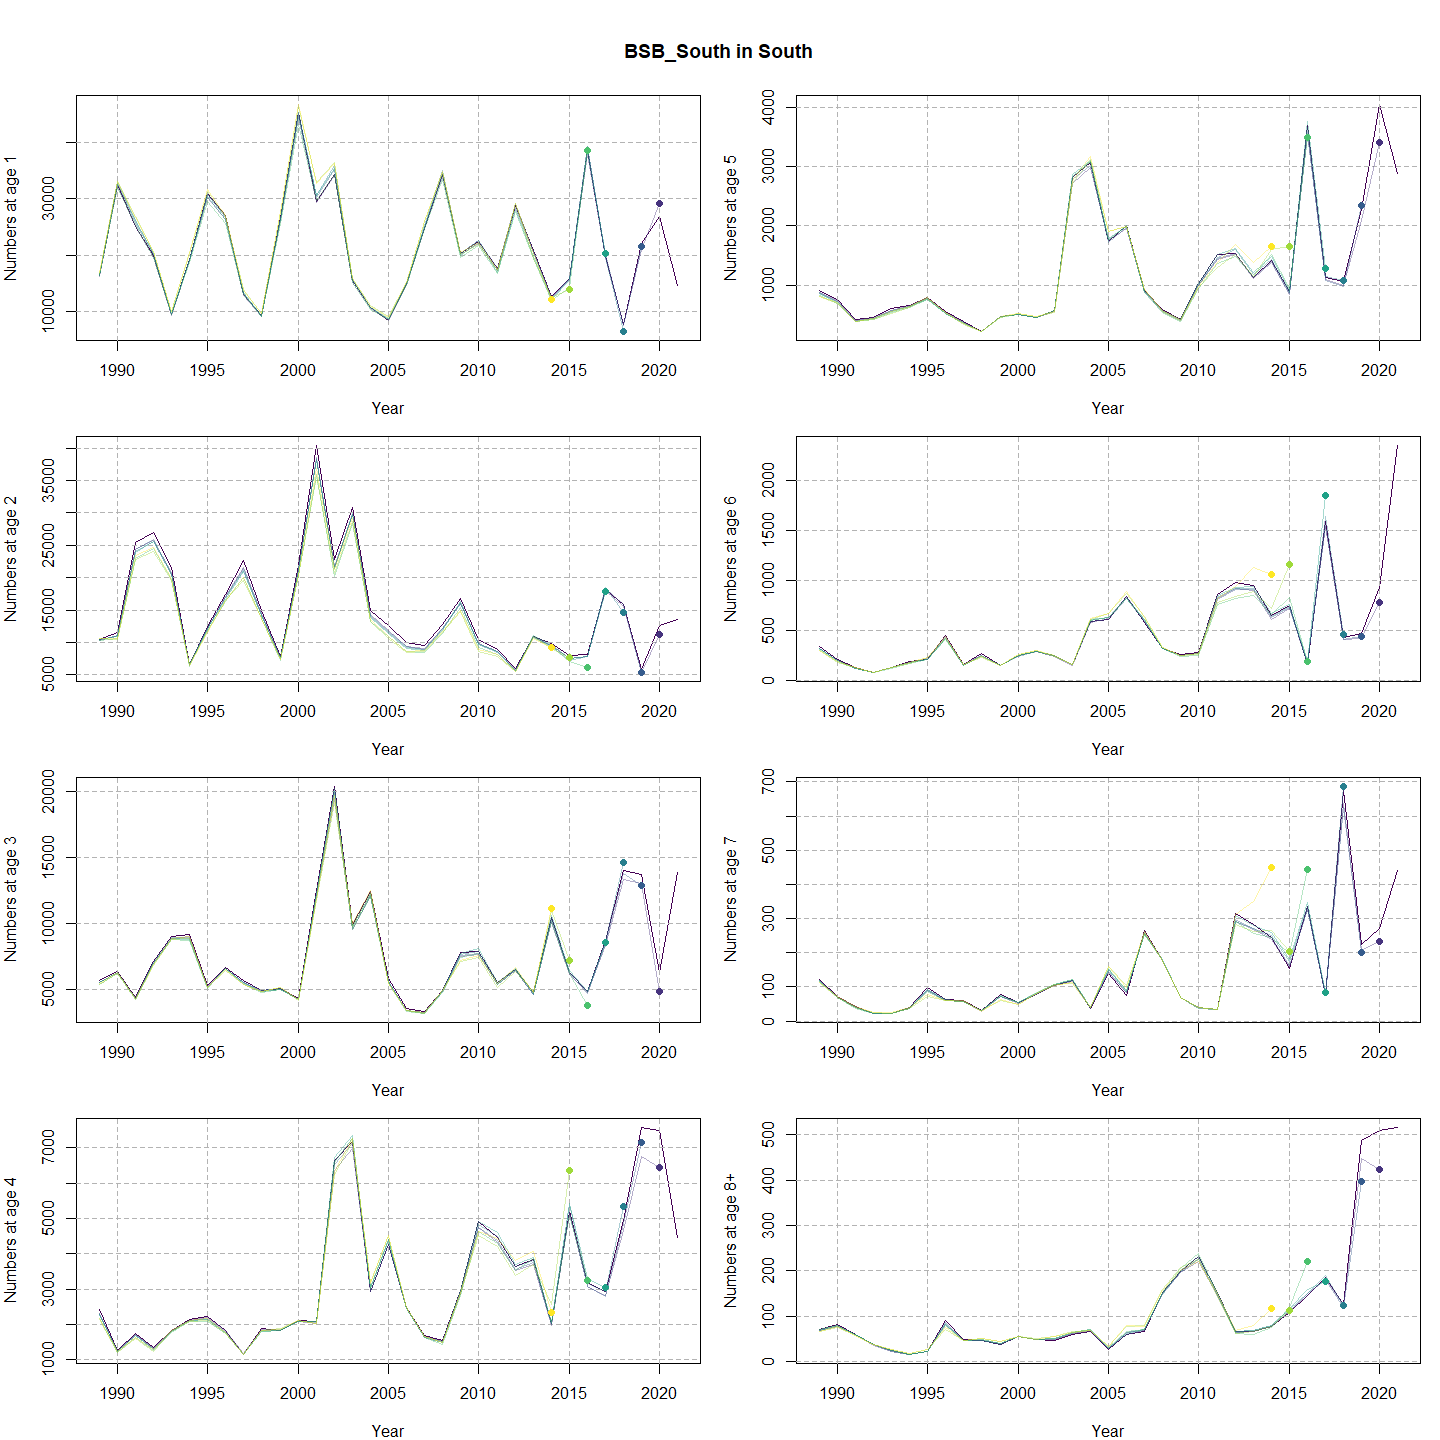 BSB_South in South
Numbers at age 1
10000
30000
1990 1995 2000 2005 2010 2015 2020
Year
Numbers at age 5
1000 2000 3000 4000
1990 1995 2000 2005 2010 2015 2020
Year
Numbers at age 2
5000 15000 25000 35000
1990 1995 2000 2005 2010 2015 2020
Year
Numbers at age 6
0 500 1000 1500 2000
1990 1995 2000 2005 2010 2015 2020
Year
Numbers at age 3
5000 10000 15000 20000
1990 1995 2000 2005 2010 2015 2020
Year
Numbers at age 7
0 100 300 500 700
1990 1995 2000 2005 2010 2015 2020
Year
Numbers at age 4
1000 3000 5000 7000
1990 1995 2000 2005 2010 2015 2020
Year
Numbers at age 8+
0 100 200 300 400 500
1990 1995 2000 2005 2010 2015 2020
Year